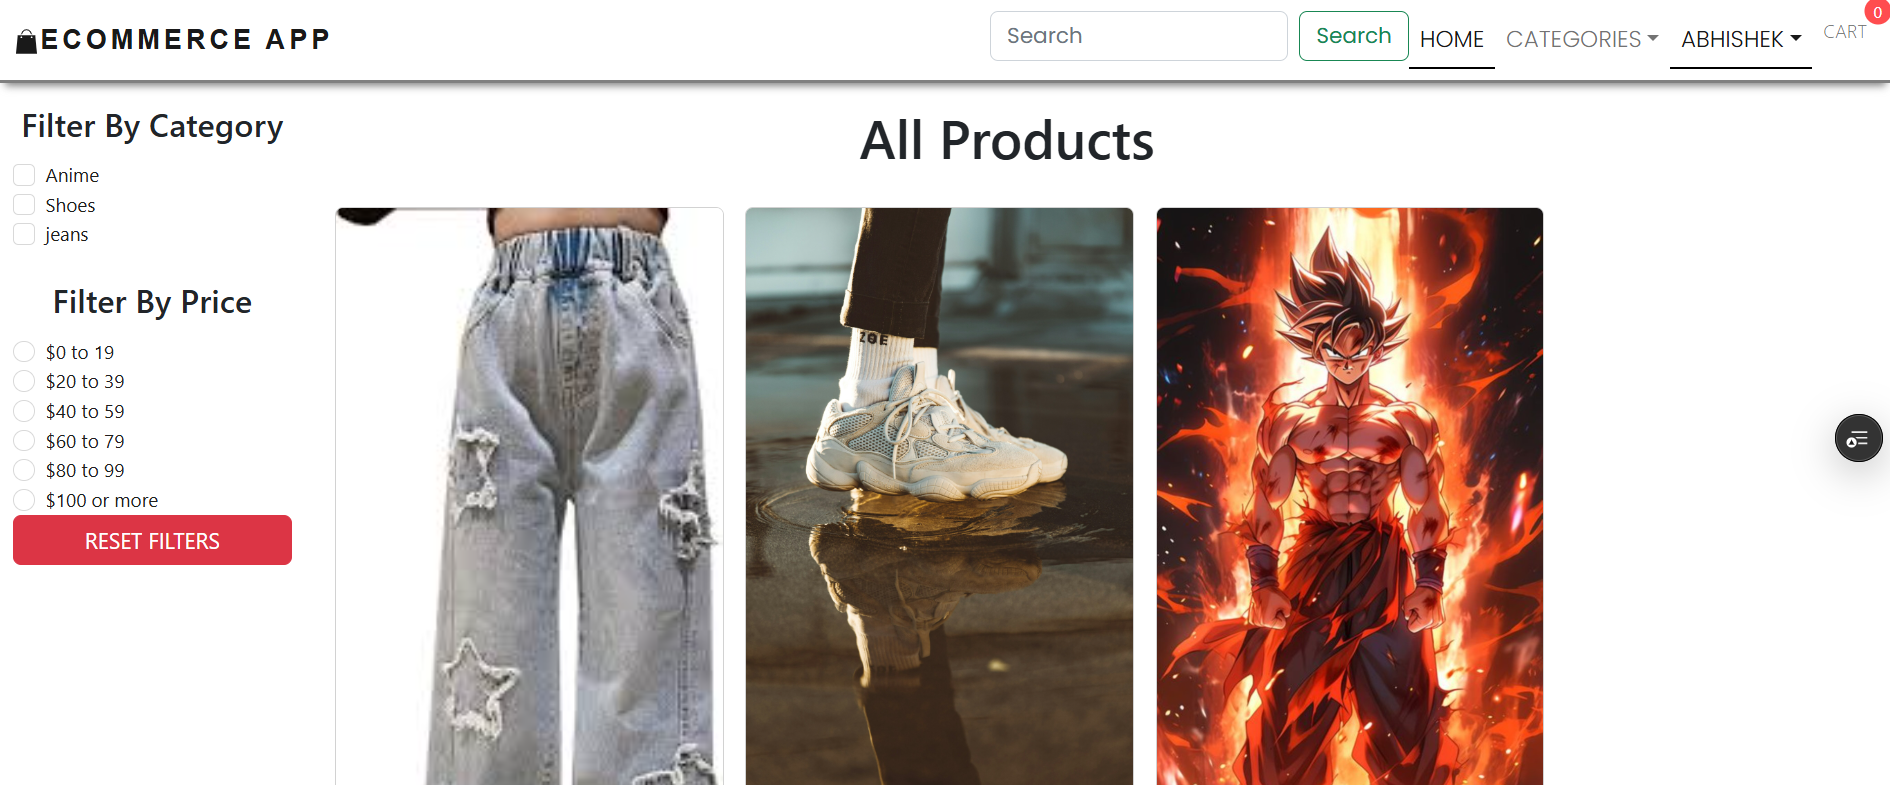 ECOMMERCE APP
Search
Search
HOME
CATEGORIES
ABHISHEK
CART
0
Filter By Category
Anime
Shoes
jeans
Filter By Price
$0 to 19
$20 to 39
$40 to 59
$60 to 79
$80 to 99
$100 or more
RESET FILTERS
All Products